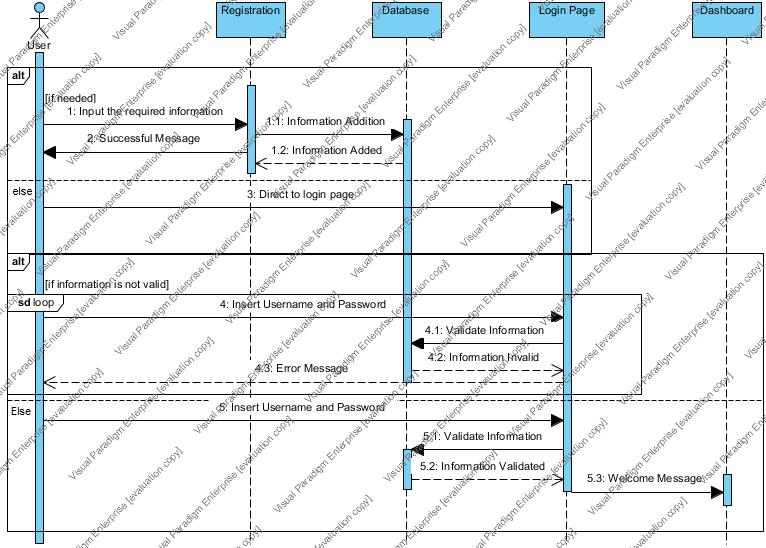 Registration
Database
Login Page
Dashboard
User
alt
[if needed]
1: Input the required information
1.1: Information Addition
2: Successful Message
1.2: Information Added
else
3: Direct to login page
alt
[if information is not valid]
sd loop
4: Insert Username and Password
4.1: Validate Information
4.2: Information Invalid
4.3: Error Message
Else
5: Insert Username and Password
5.1: Validate Information
5.2: Information Validated
5.3: Welcome Message
Visual Paradigm Enterprise [evaluation copy]